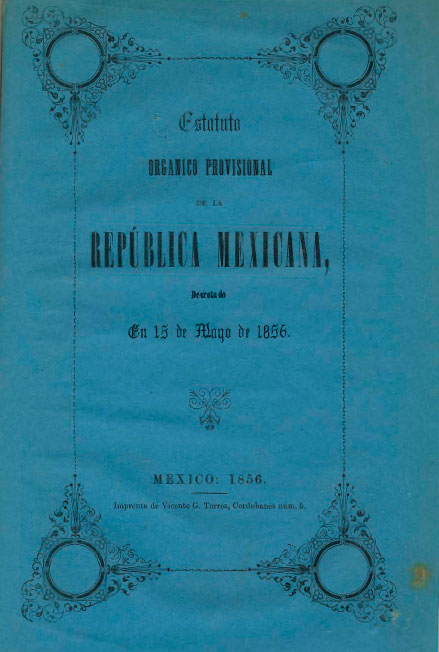 Estatuto
ORGANICO PROVISIONAL
DE LA
REPÚBLICA MEXICANA,
Decretado
En 15 de Mayo de 1856.
MEXICO: 1856.
Imprenta de Vicente G. Torres, Cordobanes num. 5.